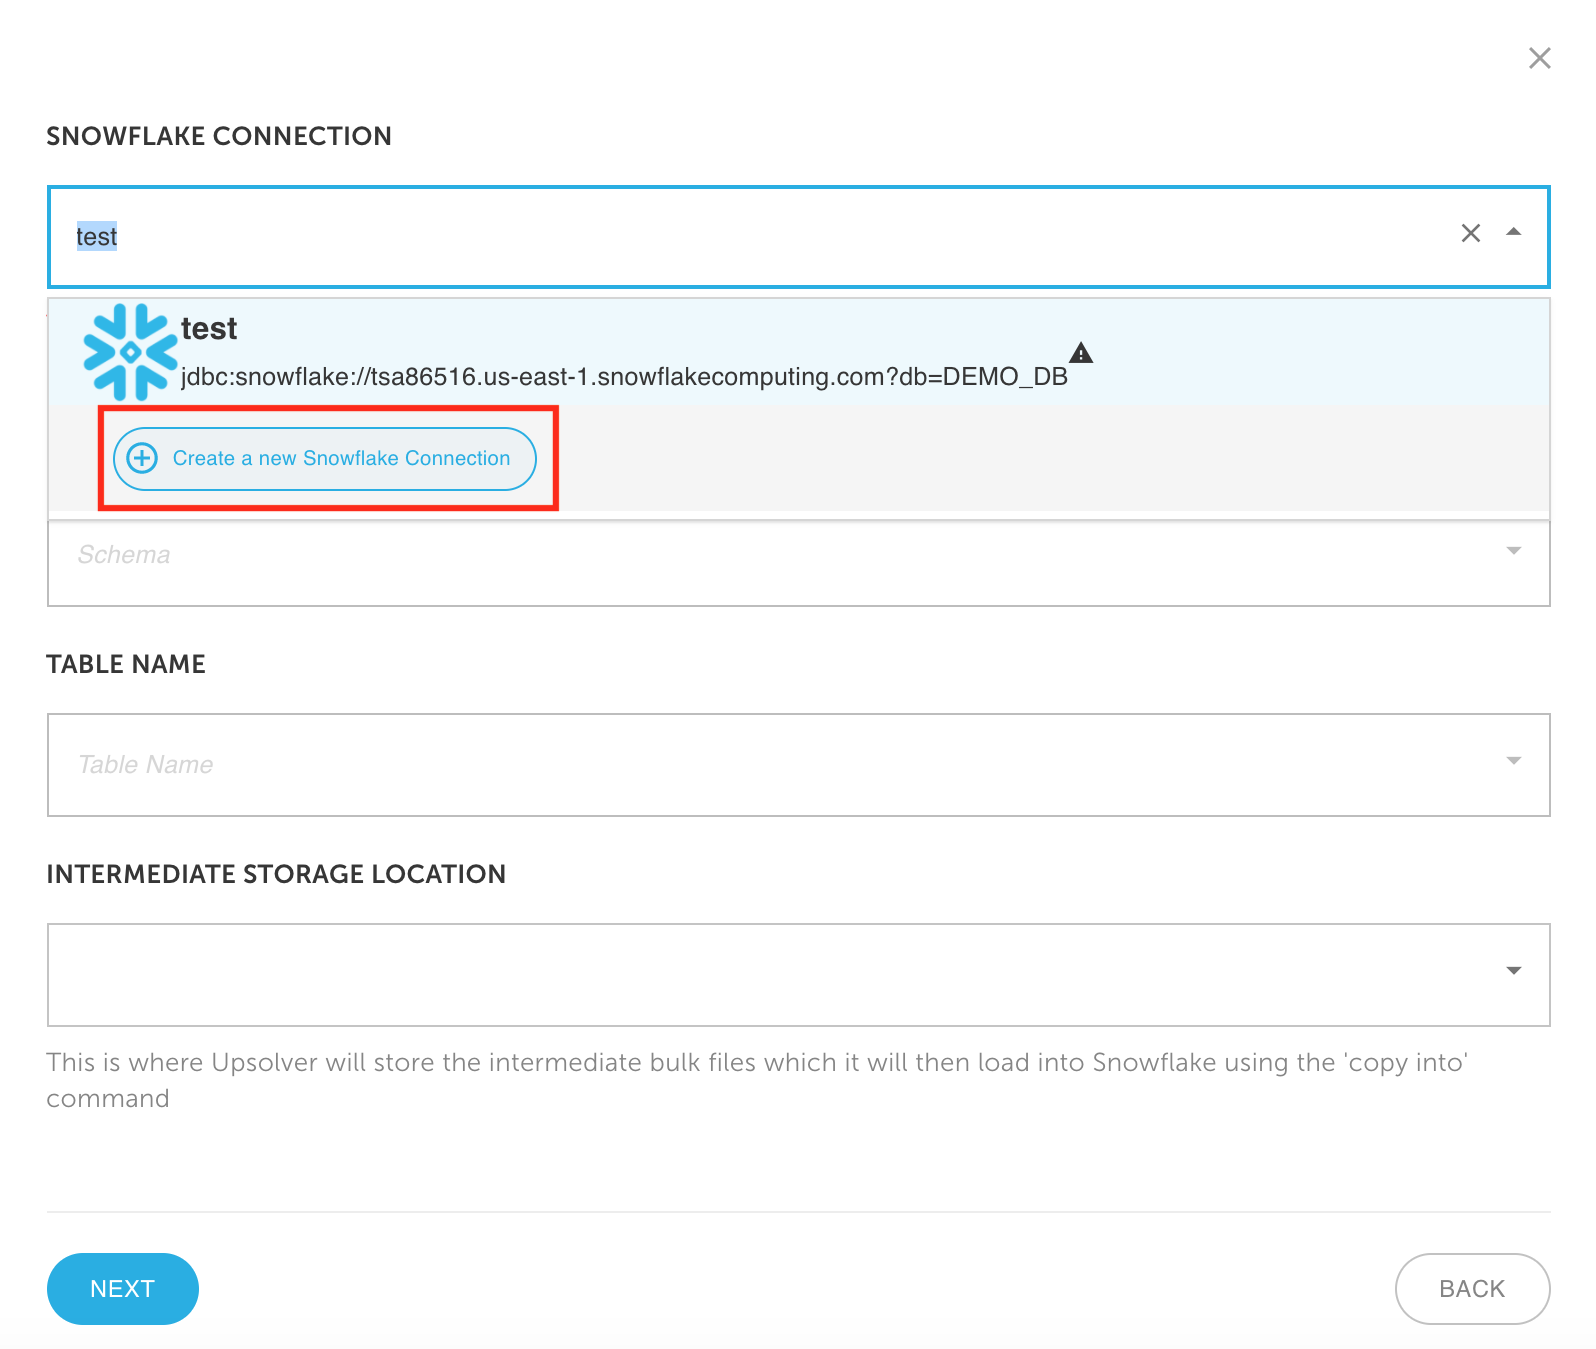 SNOWFLAKE CONNECTION
test
test
jdbc:snowflake://tsa86516.us-east-1.snowflakecomputing.com?db=DEMO_DB
Create a new Snowflake Connection
Schema
TABLE NAME
Table Name
INTERMEDIATE STORAGE LOCATION
This is where Upsolver will store the intermediate bulk files which it will then load into Snowflake using the 'copy into'
command
NEXT
BACK